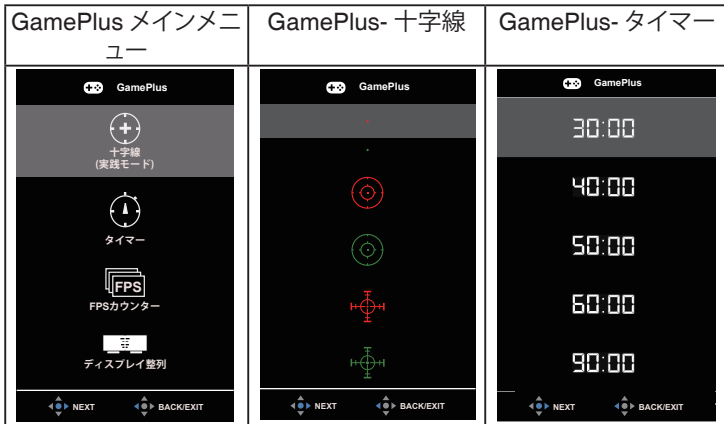 GamePlus メインメニ
ュー
GamePlus- 十字線
GamePlus- タイマー
GamePlus
十字線
(実践モード)
タイマー
FPS
FPSカウンター
ディスプレイ整列
NEXT BACK/EXIT
GamePlus
NEXT BACK/EXIT
GamePlus
30:00
40:00
50:00
60:00
90:00
NEXT BACK/EXIT